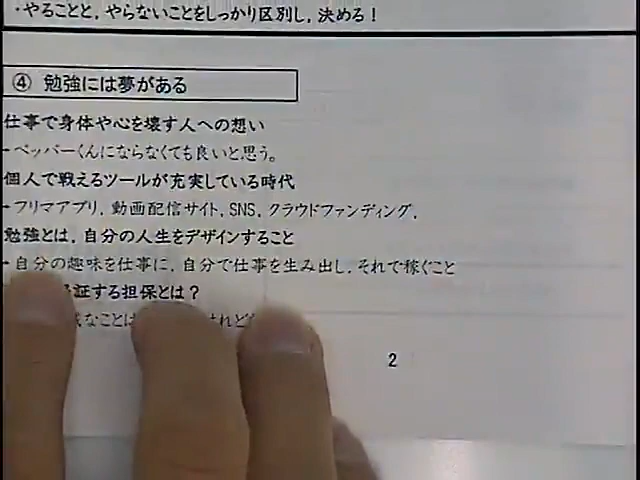 ・やることと，やらないことをしっかり区別し，決める！
④ 勉強には夢がある
仕事で身体や心を壊す人への想い
→ペッパーくんにならなくても良いと思う。
個人で戦えるツールが充実している時代
→フリマアプリ，動画配信サイト，SNS，クラウドファンディング，
勉強とは，自分の人生をデザインすること
→自分の趣味を仕事に，自分で仕事を生み出し，それで稼ぐこと
証する担保とは？
なことは
れど
2